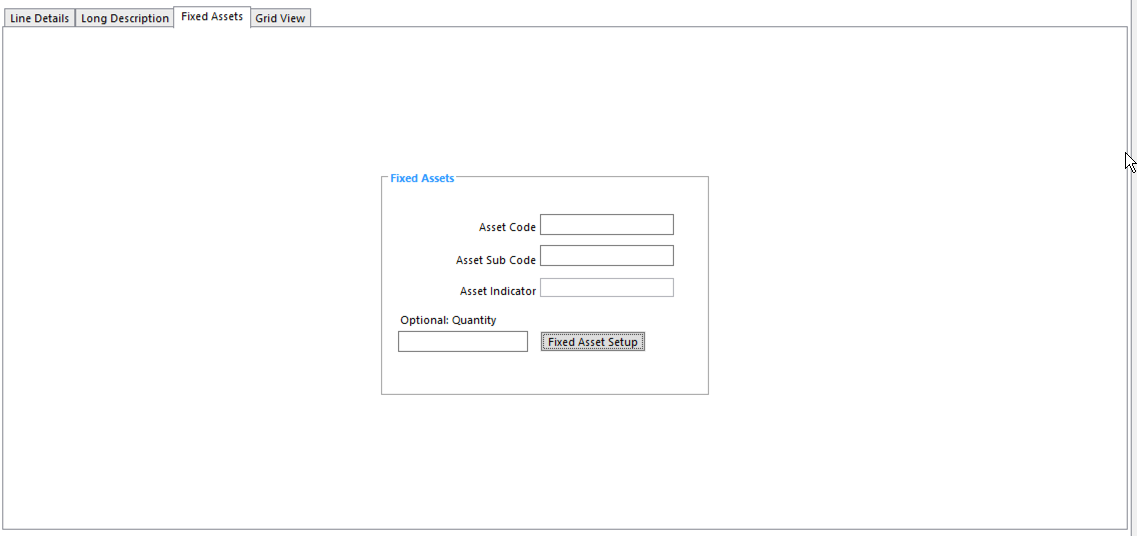 Line Details Long Description Fixed Assets Grid View
Fixed Assets
Asset Code
Asset Sub Code
Asset Indicator
Optional: Quantity
Fixed Asset Setup